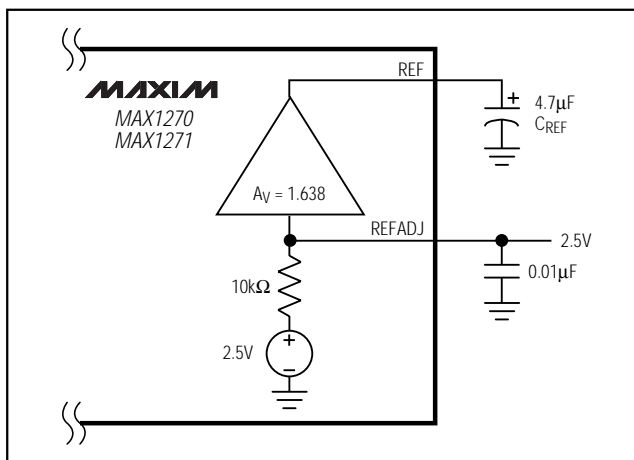 REF
MAXIM
MAX1270
MAX1271
+
4.7μF
CREF
AV = 1.638
REFADJ
2.5V
10kΩ
0.01μF
2.5V
+
−